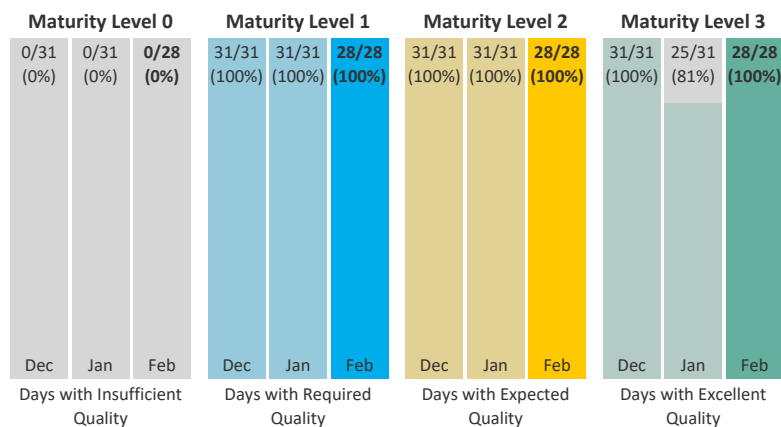 Maturity Level 0
0/31 0/31 0/28
(0%) (0%) (0%)
Dec Jan Feb
Days with Insufficient
Quality
Maturity Level 1
31/31 31/31 28/28
(100%) (100%) (100%)
Dec Jan Feb
Days with Required
Quality
Maturity Level 2
31/31 31/31 28/28
(100%) (100%) (100%)
Dec Jan Feb
Days with Expected
Quality
Maturity Level 3
31/31 25/31 28/28
(100%) (81%) (100%)
Dec Jan Feb
Days with Excellent
Quality